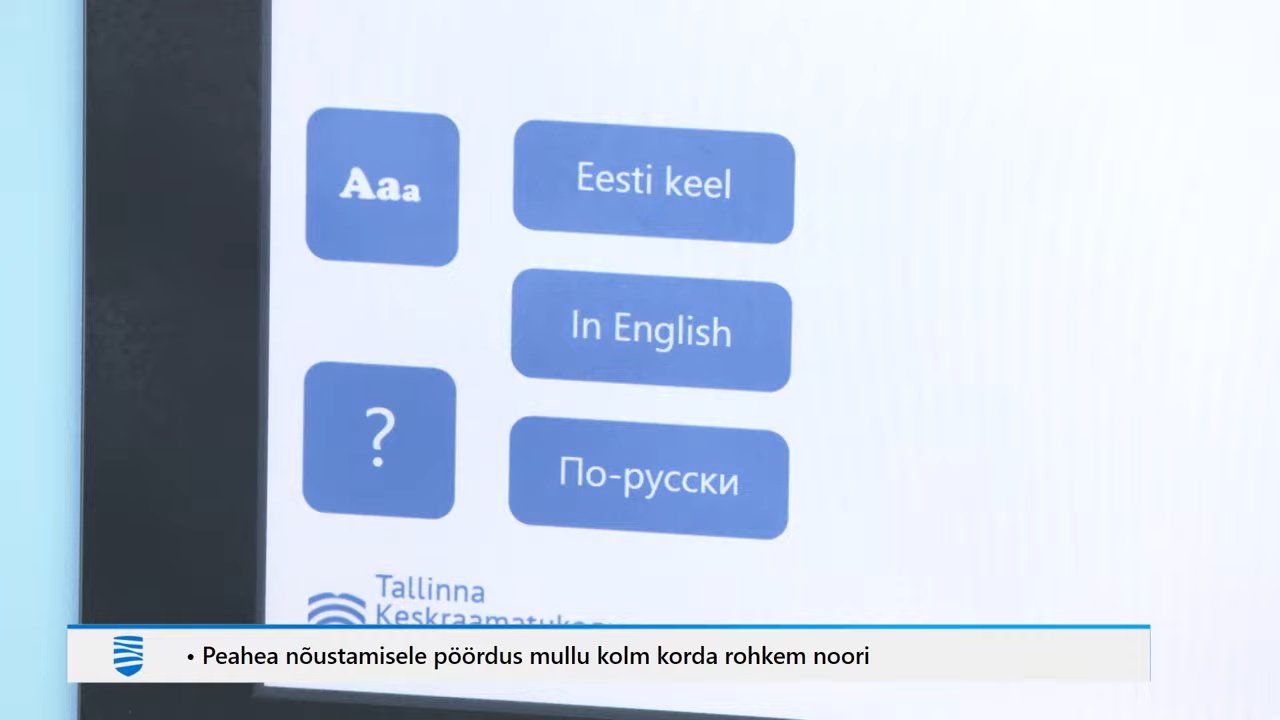 Aaa
Eesti keel
In English
?
По-русски
Tallinna
• Peahea nõustamisele pöördus mullu kolm korda rohkem noori